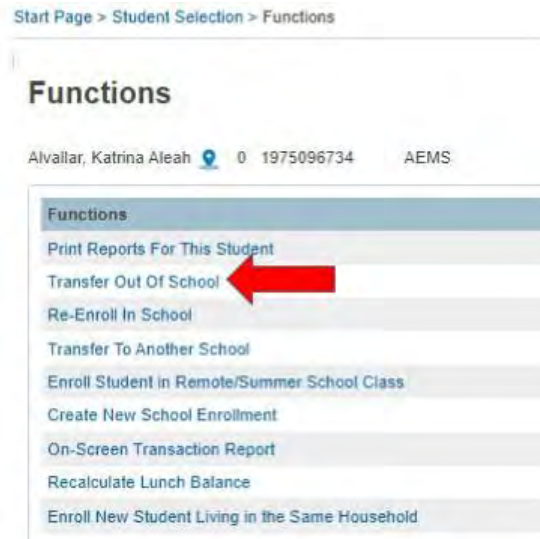 Start Page > Student Selection > Functions
Functions
Alvallar, Katrina Aleah 0 1975096734 AEMS
Functions
Print Reports For This Student
Transfer Out Of School
Re-Enroll In School
Transfer To Another School
Enroll Student in Remote/Summer School Class
Create New School Enrollment
On-Screen Transaction Report
Recalculate Lunch Balance
Enroll New Student Living in the Same Household